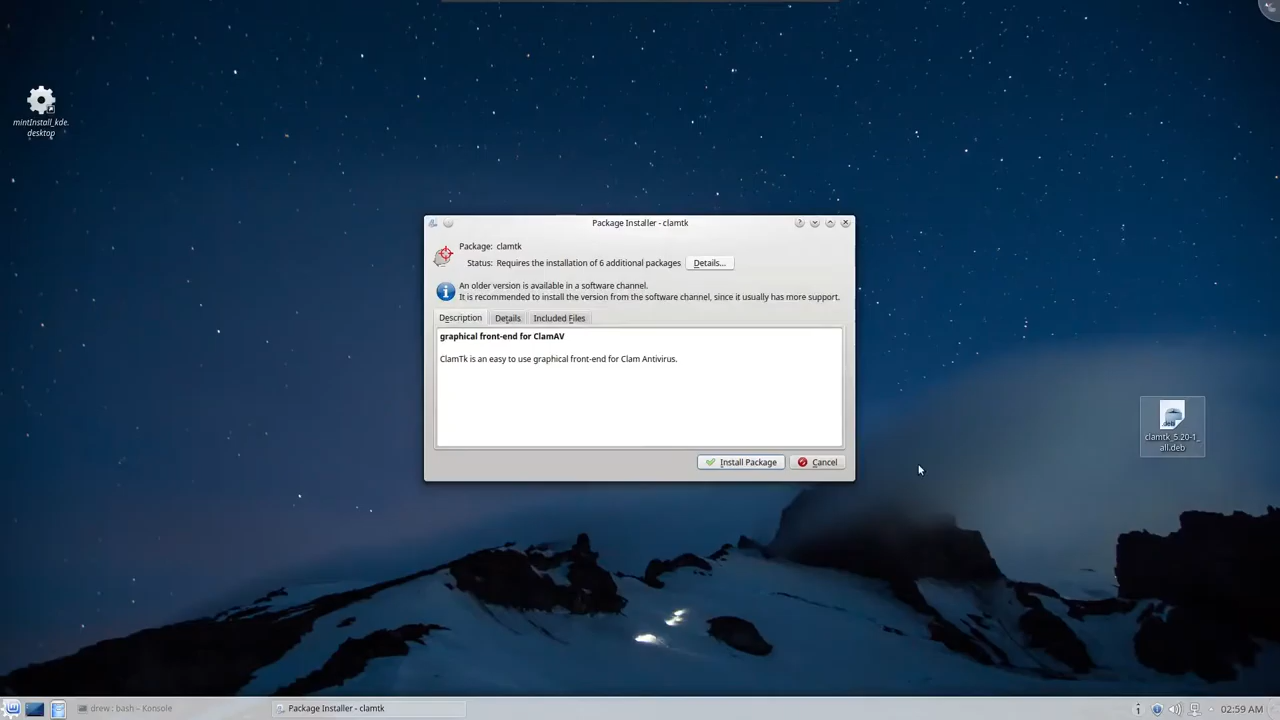 mintInstall_kde.
desktop
Package Installer - clamtk
Package: clamtk
Status: Requires the installation of 6 additional packages Details...
An older version is available in a software channel.
It is recommended to install the version from the software channel, since it usually has more support.
Description Details Included Files
graphical front-end for ClamAV
ClamTk is an easy to use graphical front-end for Clam Antivirus.
Install Package Cancel
.deb
clamtk_5.20-1_
all.deb
drew : bash – Konsole Package Installer - clamtk 02:59 AM